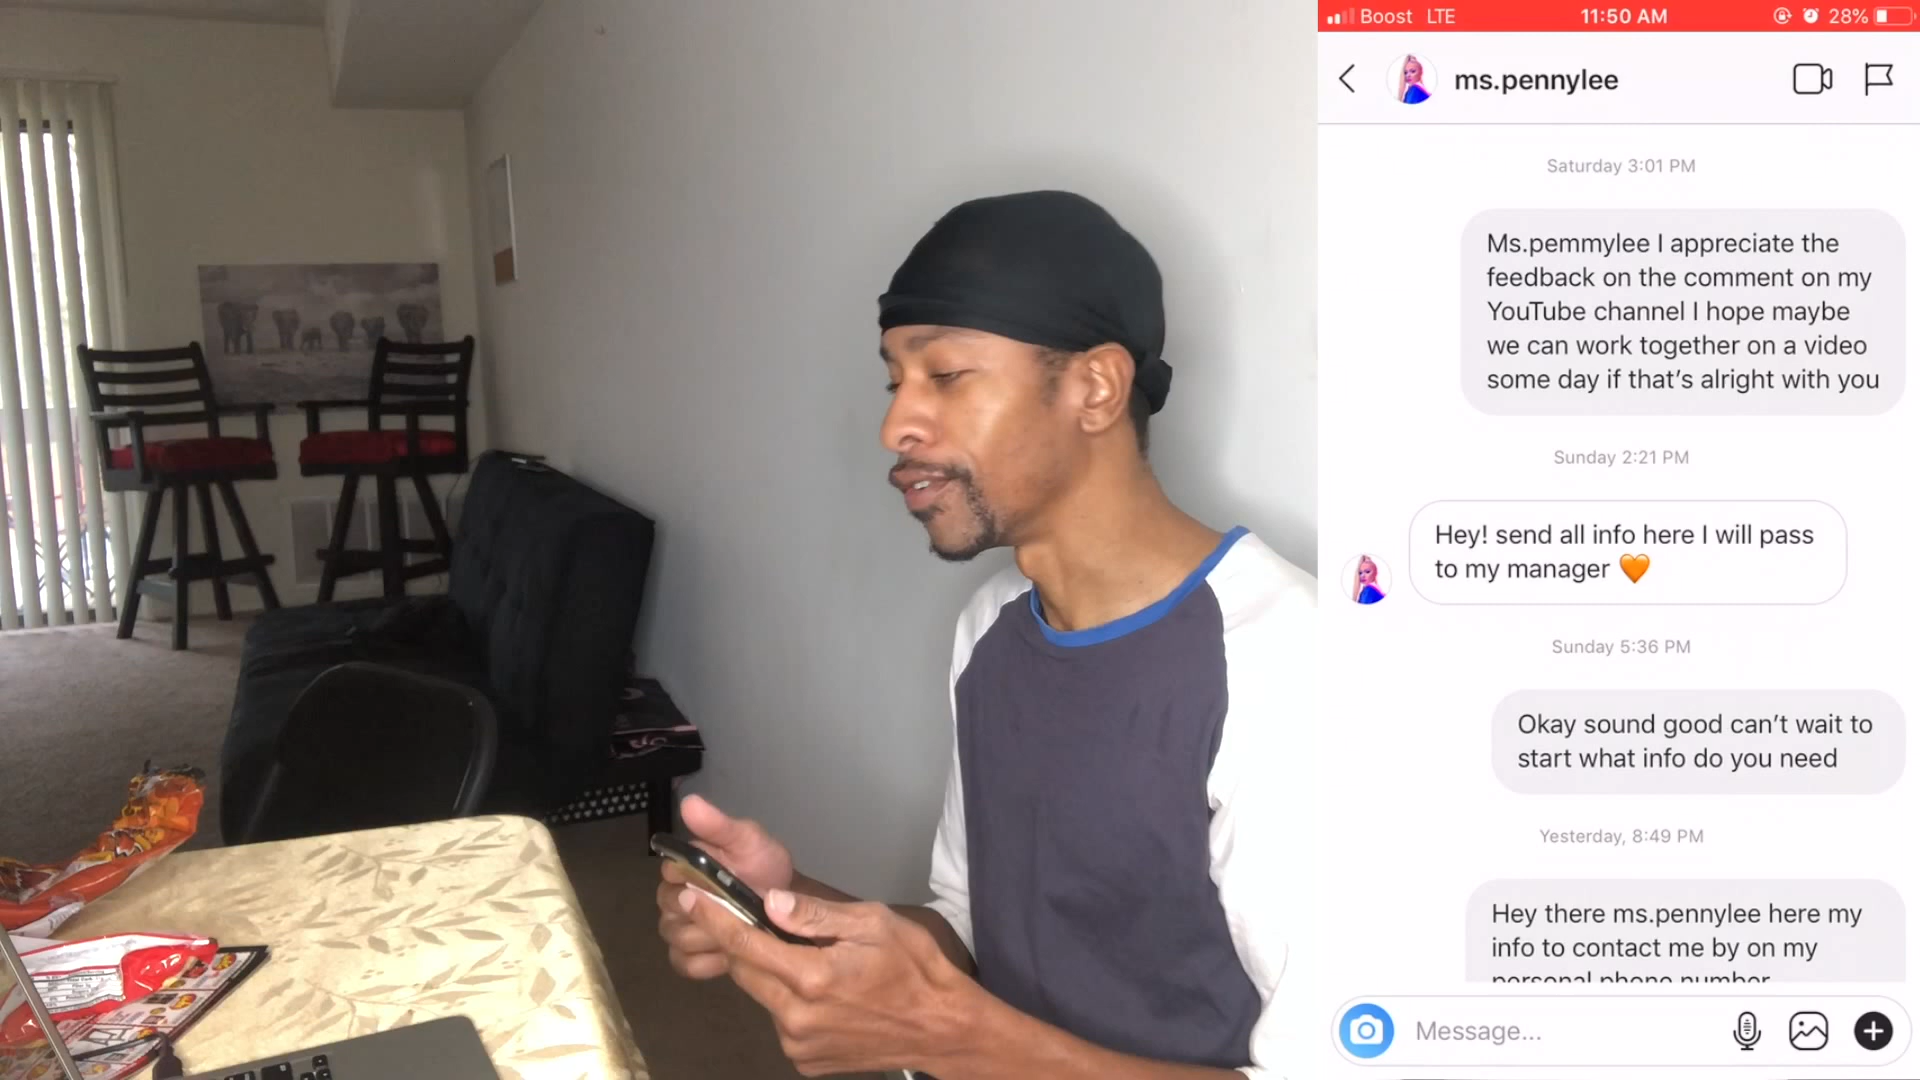 Boost LTE 11:50 AM 28%
ms.pennylee
Saturday 3:01 PM
Ms.pemmylee I appreciate the
feedback on the comment on my
YouTube channel I hope maybe
we can work together on a video
some day if that's alright with you
Sunday 2:21 PM
Hey! send all info here I will pass
to my manager 🧡
Sunday 5:36 PM
Okay sound good can't wait to
start what info do you need
Yesterday, 8:49 PM
Hey there ms.pennylee here my
info to contact me by on my
personal phone number
Message...